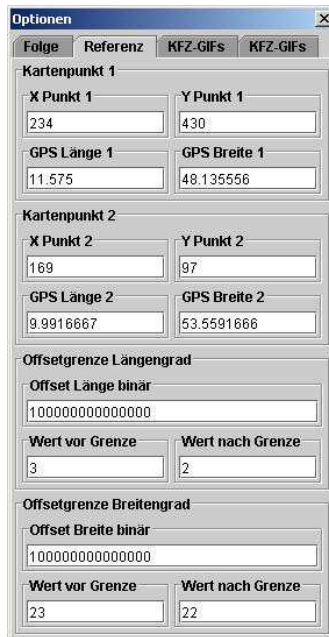 Optionen
Folge Referenz KFZ-GIFs KFZ-GIFs
Kartenpunkt 1
X Punkt 1 Y Punkt 1
234 430
GPS Länge 1 GPS Breite 1
11.575 48.135556
Kartenpunkt 2
X Punkt 2 Y Punkt 2
169 97
GPS Länge 2 GPS Breite 2
9.9916667 53.5591666
Offsetgrenze Längengrad
Offset Länge binär
100000000000000
Wert vor Grenze Wert nach Grenze
3 2
Offsetgrenze Breitengrad
Offset Breite binär
100000000000000
Wert vor Grenze Wert nach Grenze
23 22